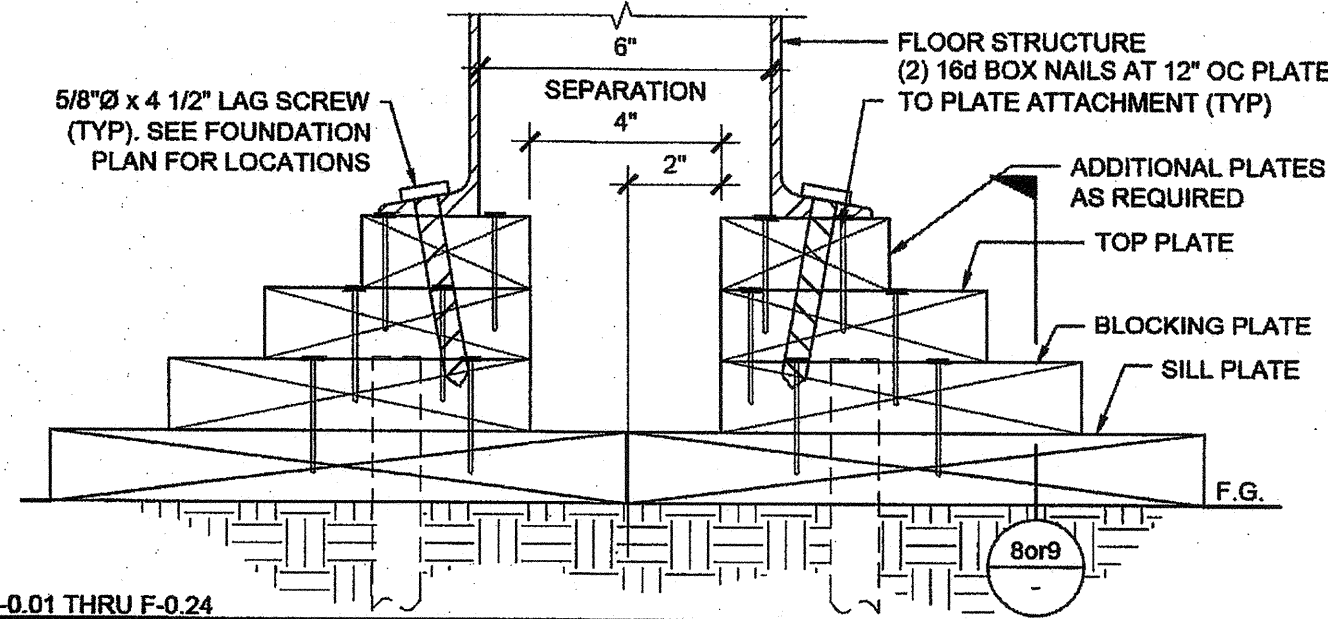 6"
SEPARATION
4"
2"
5/8"Ø x 4 1/2" LAG SCREW
(TYP). SEE FOUNDATION
PLAN FOR LOCATIONS
FLOOR STRUCTURE
(2) 16d BOX NAILS AT 12" OC PLATE
TO PLATE ATTACHMENT (TYP)
ADDITIONAL PLATES
AS REQUIRED
TOP PLATE
BLOCKING PLATE
SILL PLATE
F.G.
8or9
-
-0.01 THRU F-0.24